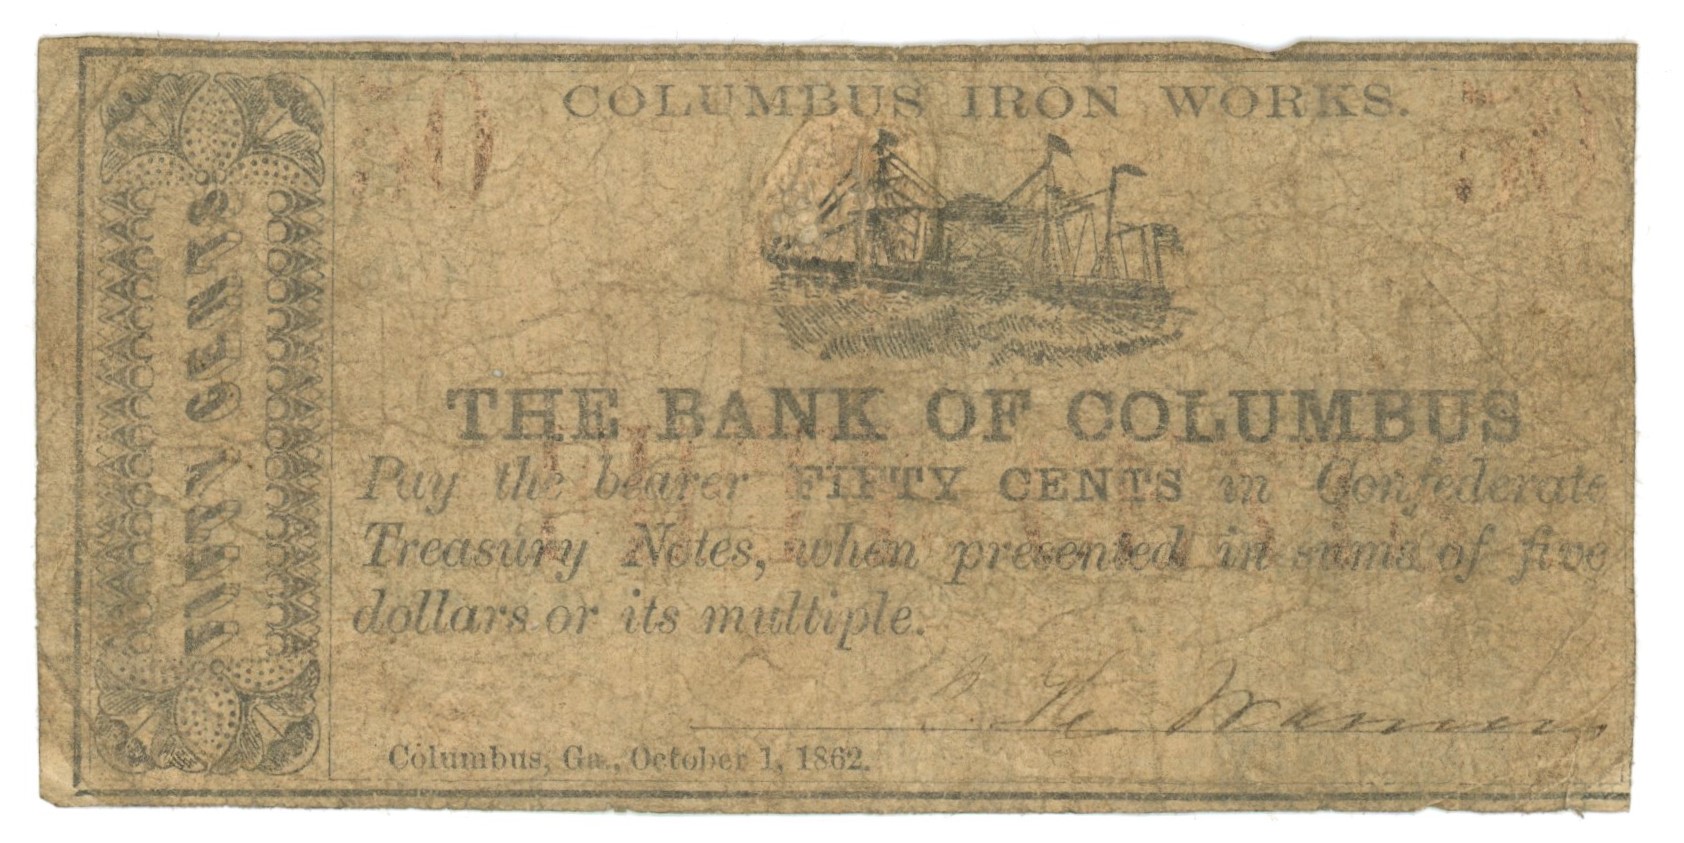 COLUMBUS IRON WORKS.
50
FIFTY CENTS
THE BANK OF COLUMBUS
Pay the bearer FIFTY CENTS in Confederate
Treasury Notes, when presented in sums of five
dollars or its multiple.
Columbus, Ga., October 1, 1862.